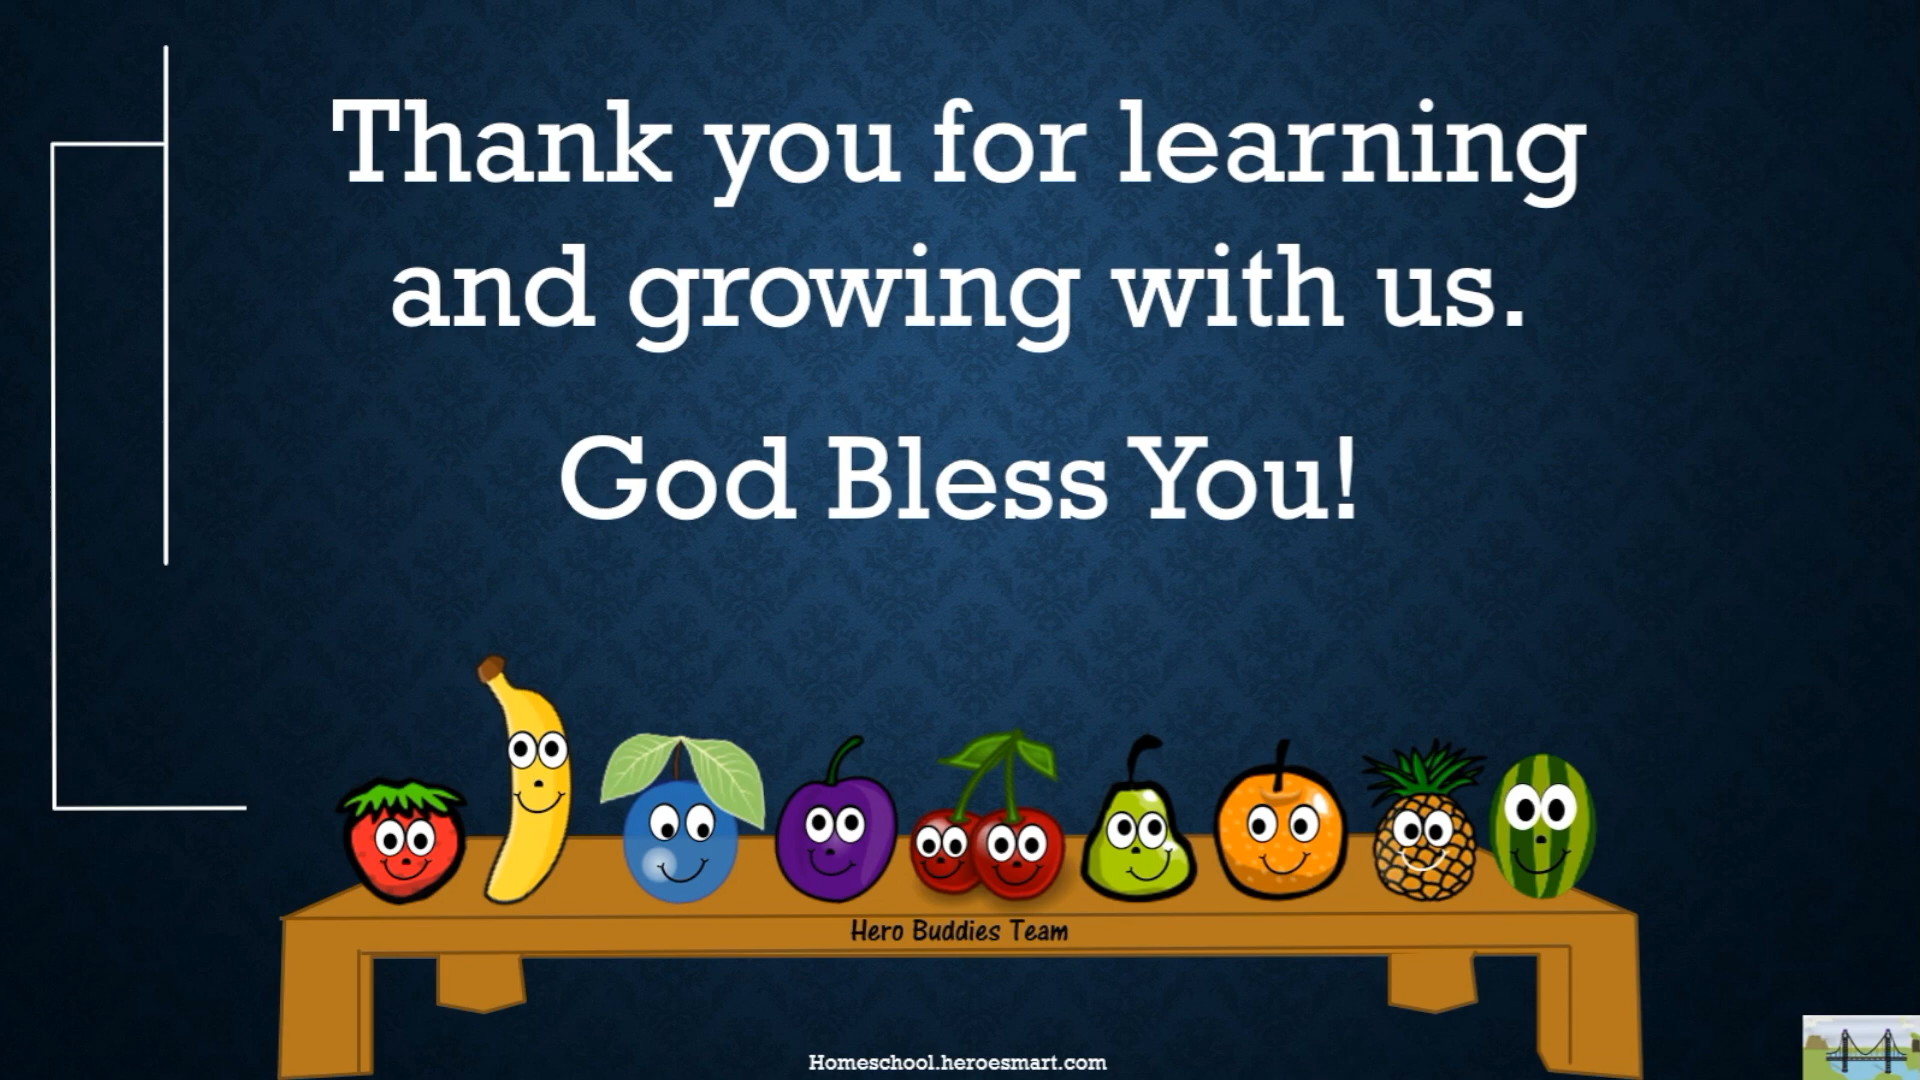 Thank you for learning
and growing with us.
God Bless You!
Hero Buddies Team
Homeschool.heroesmart.com